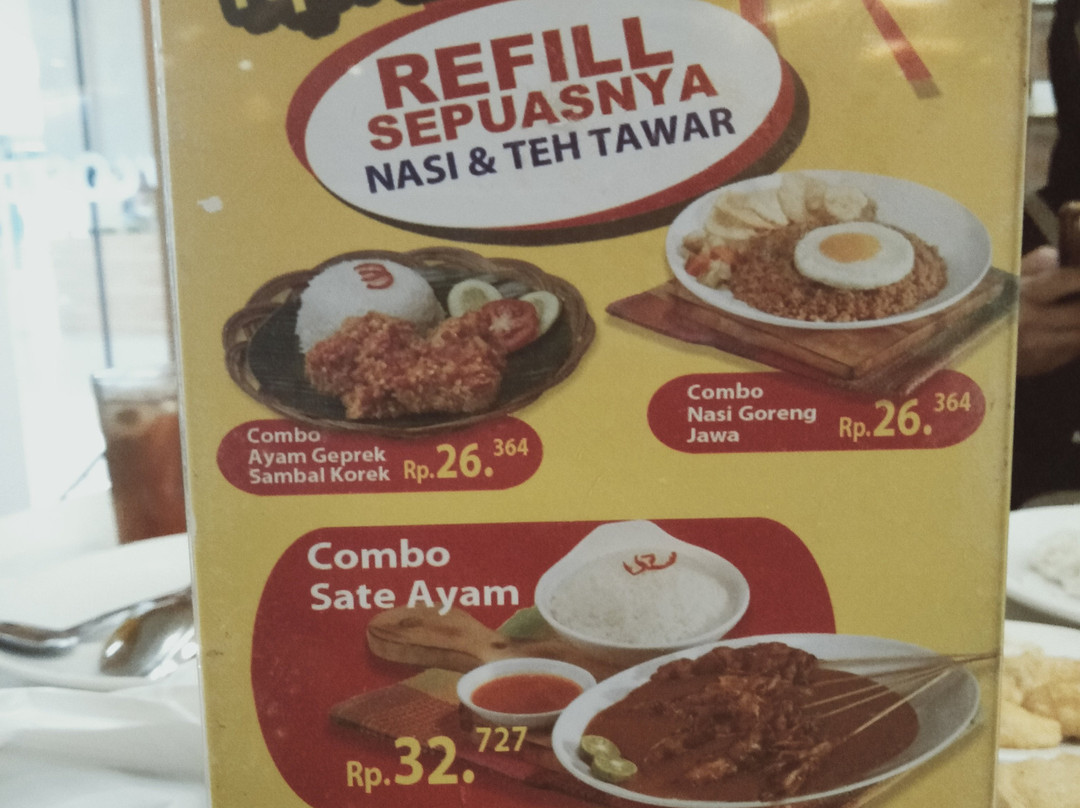 REFILL
SEPUASNYA
NASI & TEH TAWAR
Combo
Ayam Geprek
Sambal Korek
Rp.26.364
Combo
Nasi Goreng
Jawa
Rp.26.364
Combo
Sate Ayam
Rp.32.727